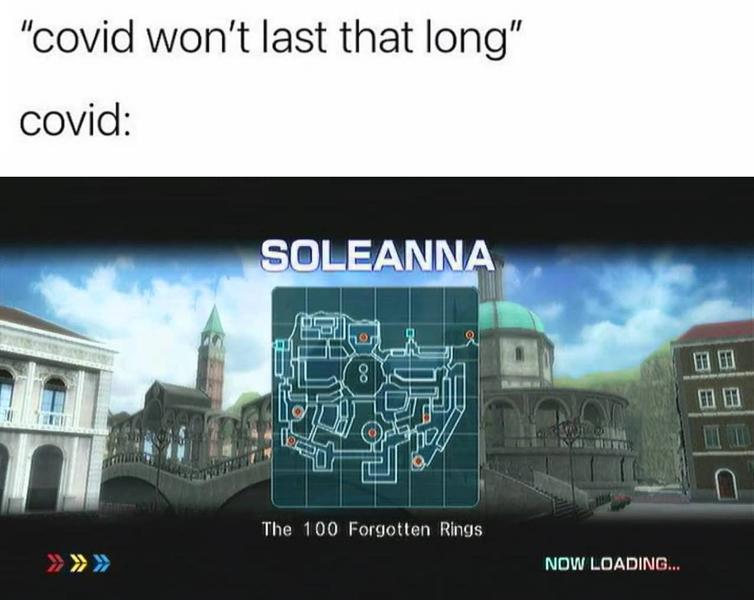 "covid won't last that long"
covid:
SOLEANNA
The 100 Forgotten Rings
NOW LOADING...